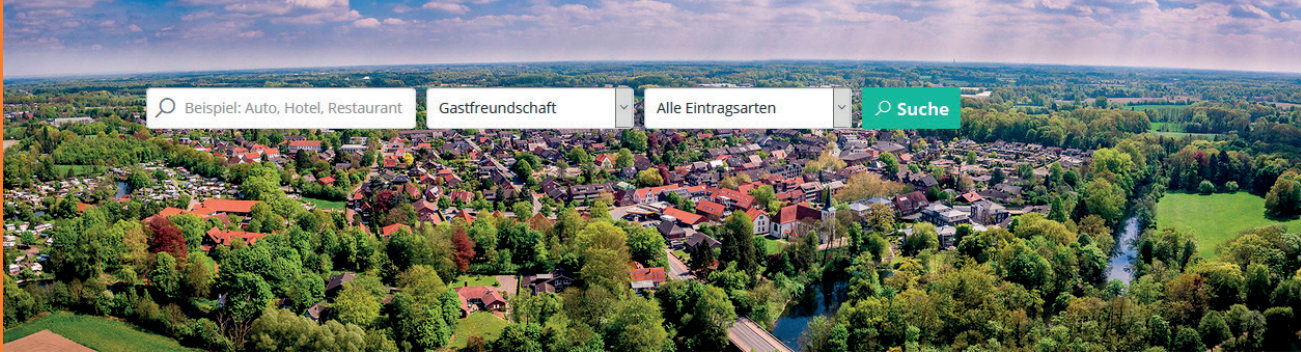 Beispiel: Auto, Hotel, Restaurant
Gastfreundschaft
Alle Eintragsarten
Suche